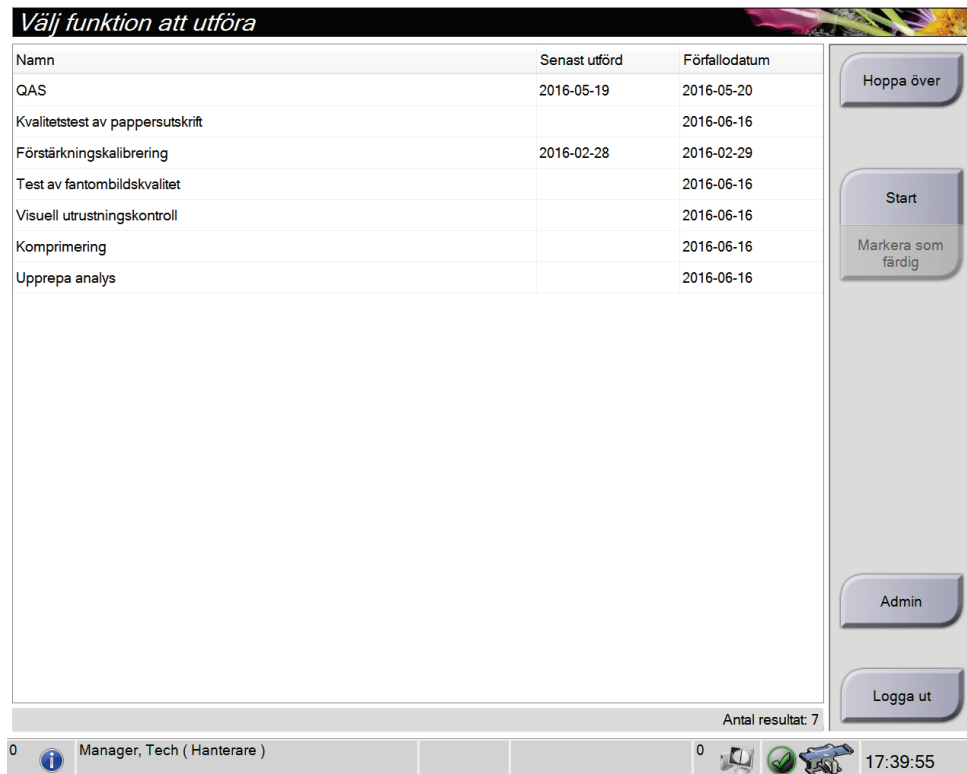 Välj funktion att utföra
Namn Senast utförd Förfallodatum
QAS 2016-05-19 2016-05-20
Kvalitetstest av pappersutskrift 2016-06-16
Förstärkningskalibrering 2016-02-28 2016-02-29
Test av fantombildskvalitet 2016-06-16
Visuell utrustningskontroll 2016-06-16
Komprimering 2016-06-16
Upprepa analys 2016-06-16
Antal resultat: 7
Hoppa över
Start
Markera som
färdig
Admin
Logga ut
0 Manager, Tech ( Hanterare ) 0 17:39:55